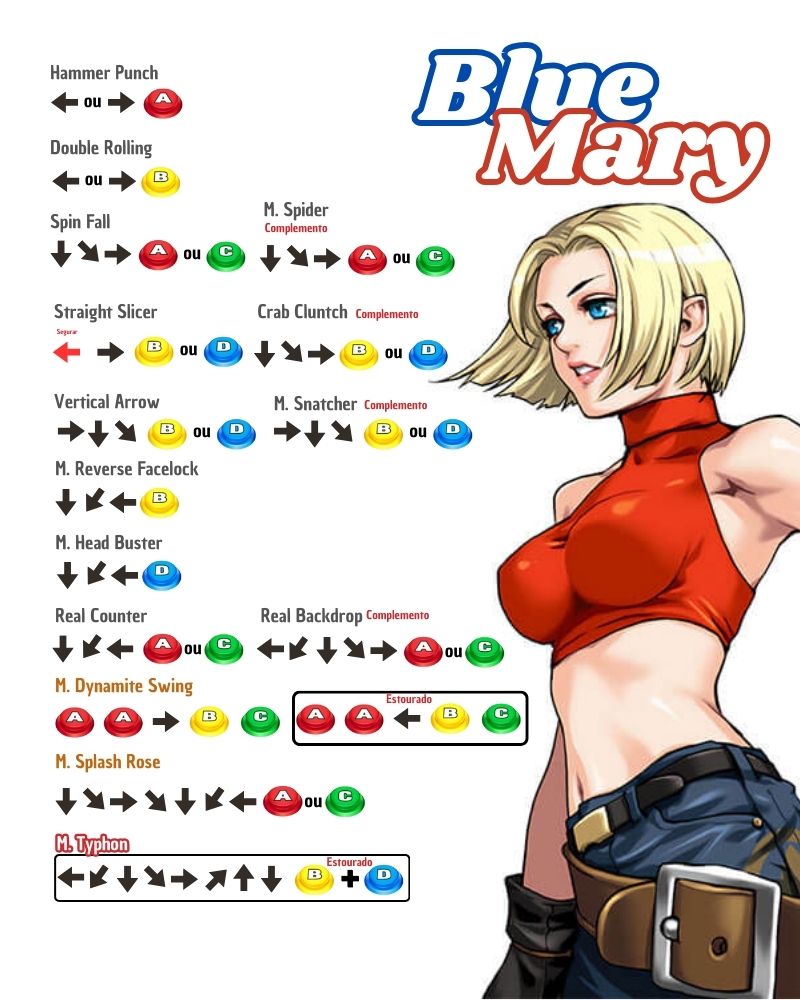 Blue
Mary
Hammer Punch
ou A
Double Rolling
ou B
Spin Fall
A ou C
M. Spider
Complemento
A ou C
Straight Slicer
Segurar
B ou D
Crab Cluntch Complemento
B ou D
Vertical Arrow
B ou D
M. Snatcher Complemento
B ou D
M. Reverse Facelock
B
M. Head Buster
D
Real Counter
A ou C
Real Backdrop Complemento
A ou C
M. Dynamite Swing
A A B C
Estourado
A A B C
M. Splash Rose
A ou C
M. Typhon
Estourado
B + D